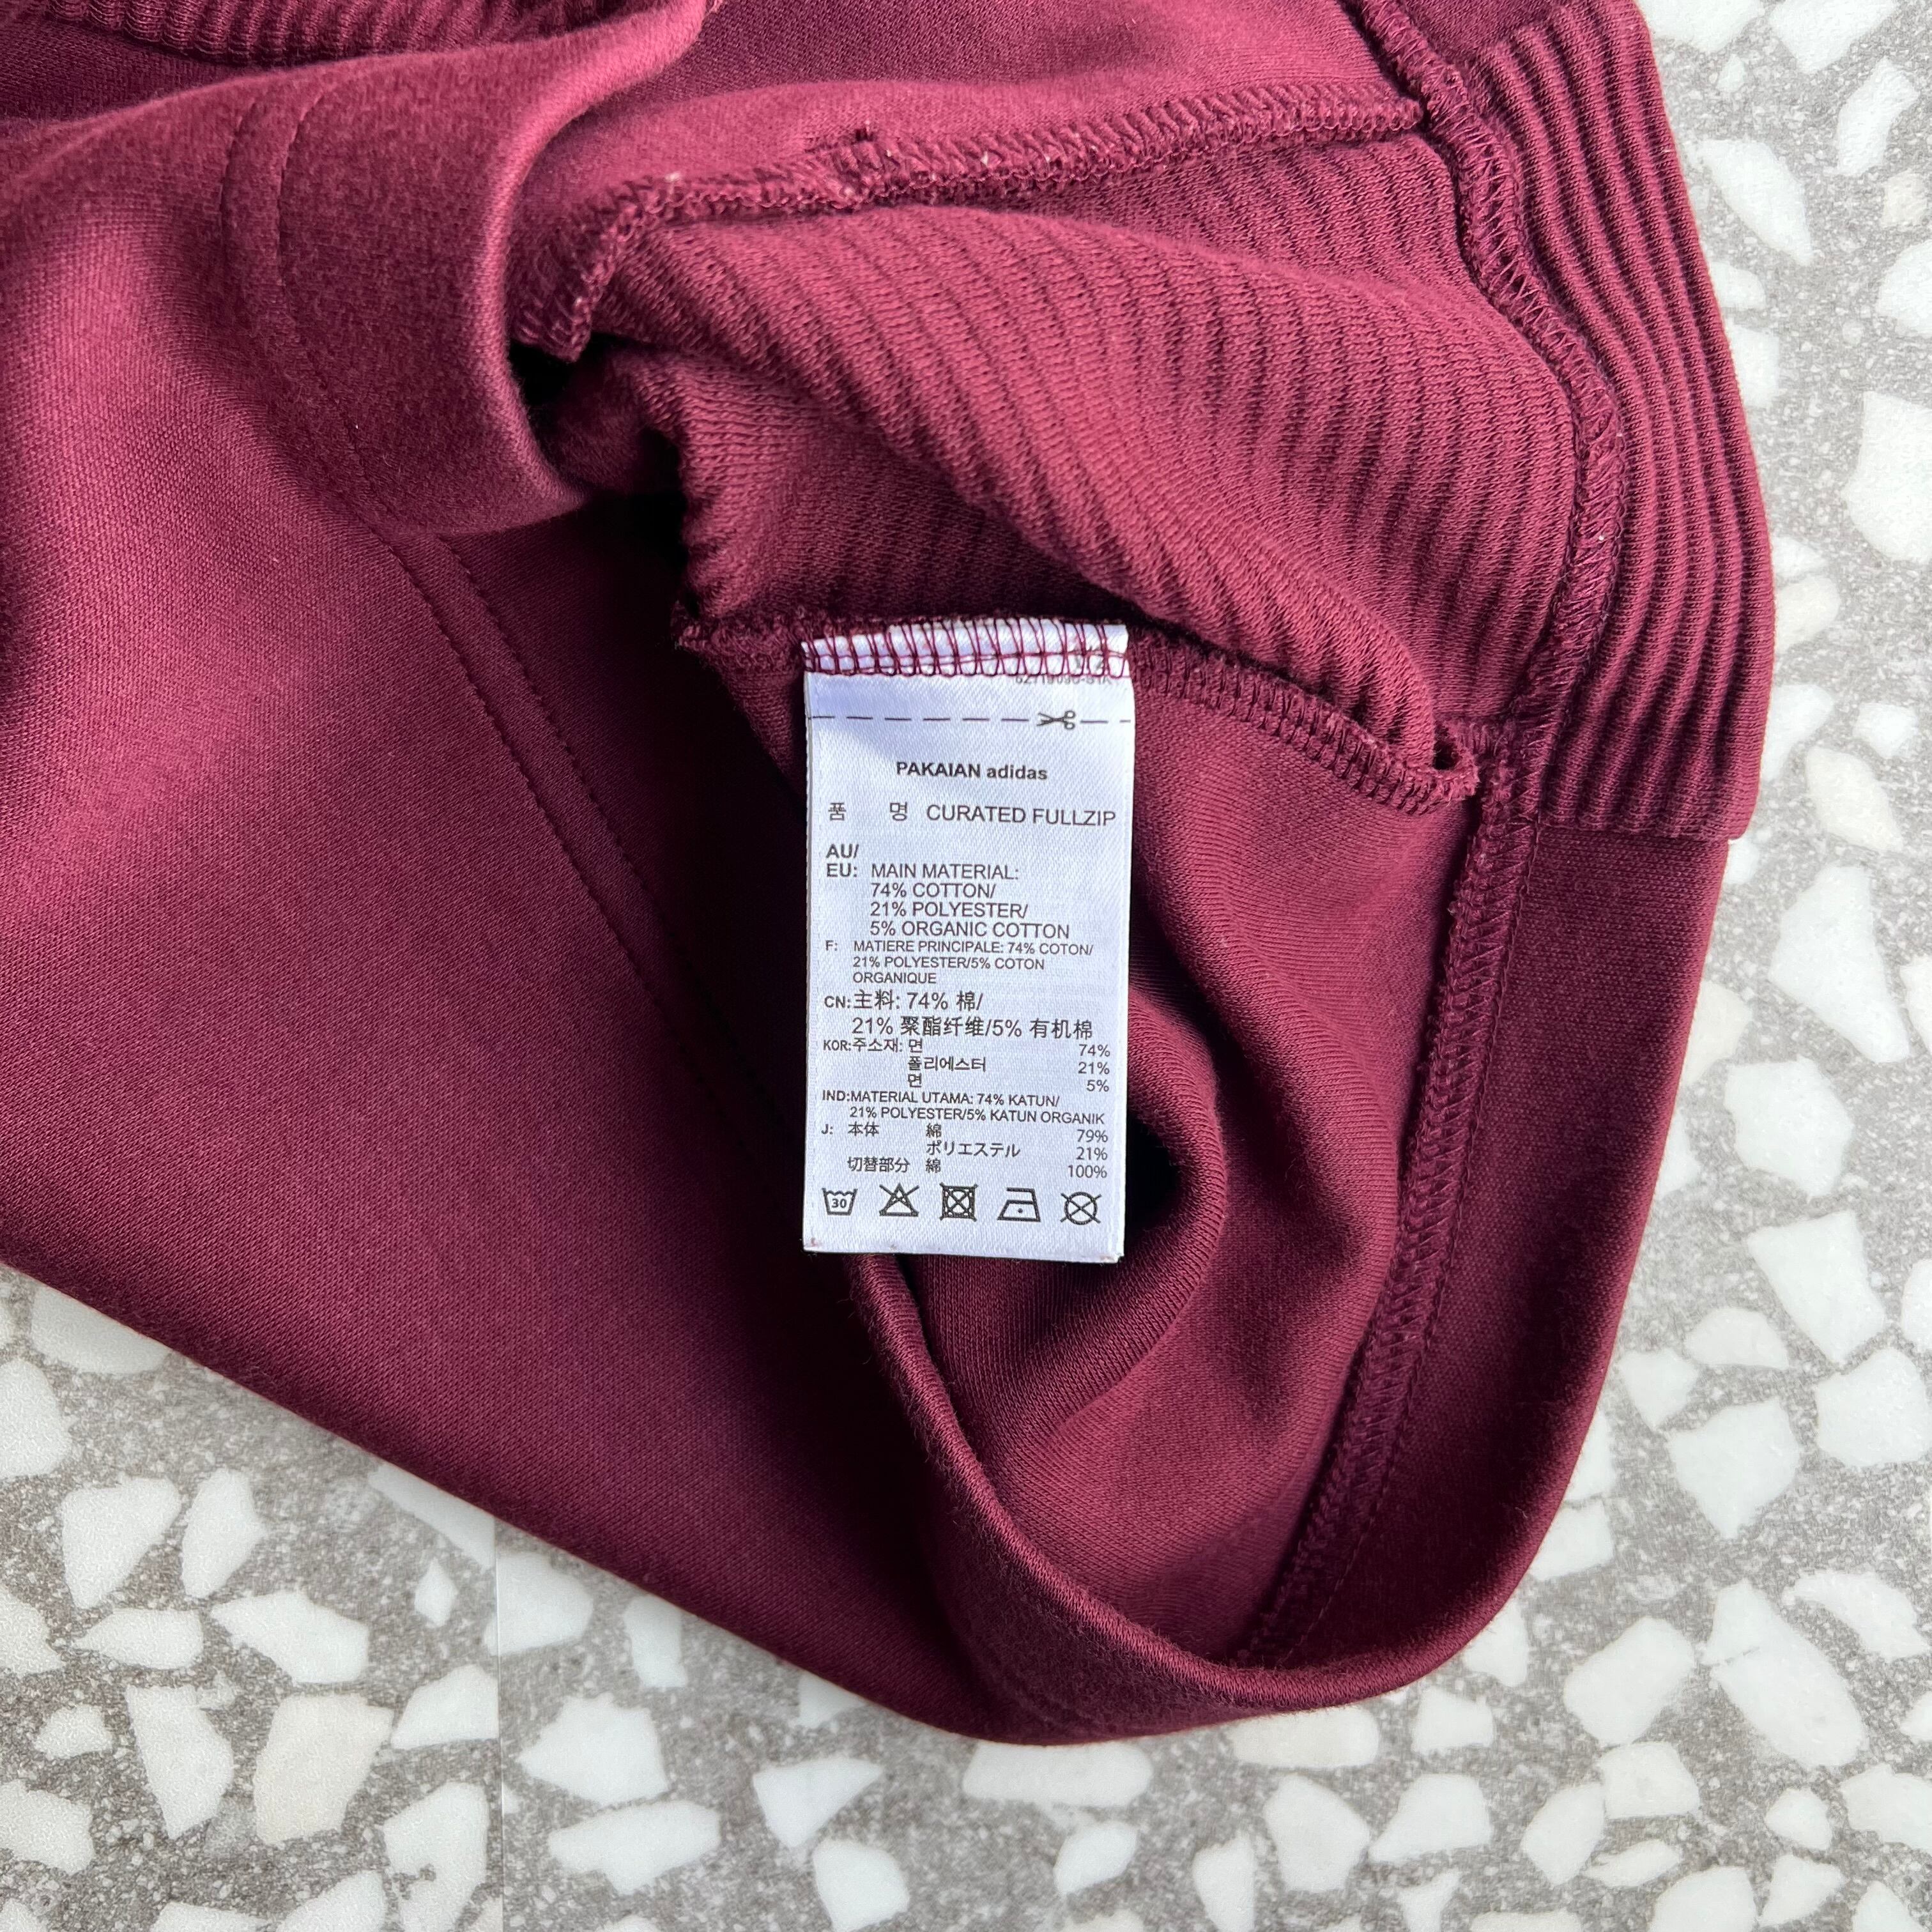 PAKAIAN adidas
품 명 CURATED FULLZIP
AU/
EU: MAIN MATERIAL:
74% COTTON/
21% POLYESTER/
5% ORGANIC COTTON
F: MATIERE PRINCIPALE: 74% COTON/
21% POLYESTER/5% COTON
ORGANIQUE
CN:主料: 74% 棉/
21% 聚酯纤维/5% 有机棉
KOR:주소재: 면 74%
폴리에스터 21%
면 5%
IND:MATERIAL UTAMA: 74% KATUN/
21% POLYESTER/5% KATUN ORGANIK
J: 本体 綿 79%
ポリエステル 21%
切替部分 綿 100%
30